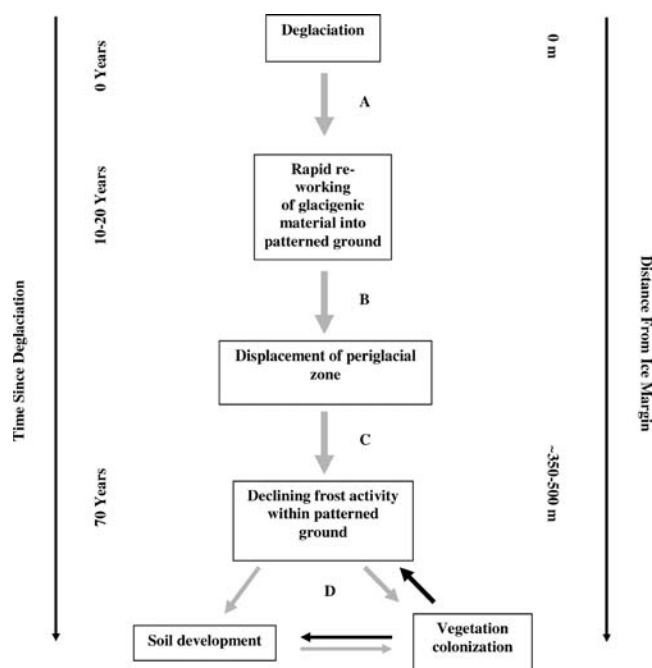 Deglaciation
0 Years
0 m
A
Rapid re-
working
of glacigenic
material into
patterned ground
10-20 Years
B
Time Since Deglaciation
Distance From Ice Margin
Displacement of periglacial
zone
C
70 Years
~350-500 m
Declining frost activity
within patterned
ground
D
Soil development
Vegetation
colonization